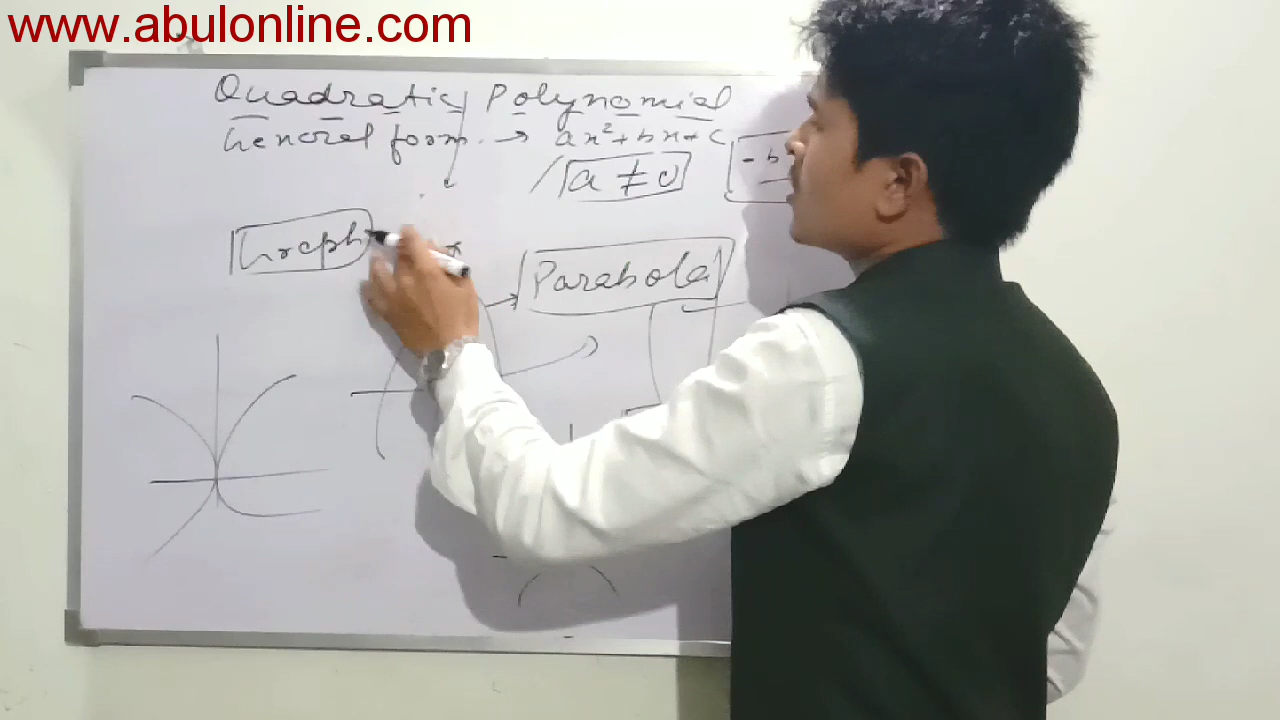 www.abulonline.com
Quadratic Polynomial
General form → ax²+bx+c
/ a ≠ 0
- b
Graph
Parabola